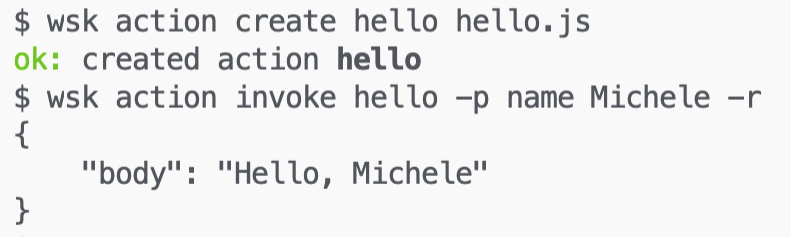 $ wsk action create hello hello.js
ok: created action hello
$ wsk action invoke hello -p name Michele -r
{
    "body": "Hello, Michele"
}